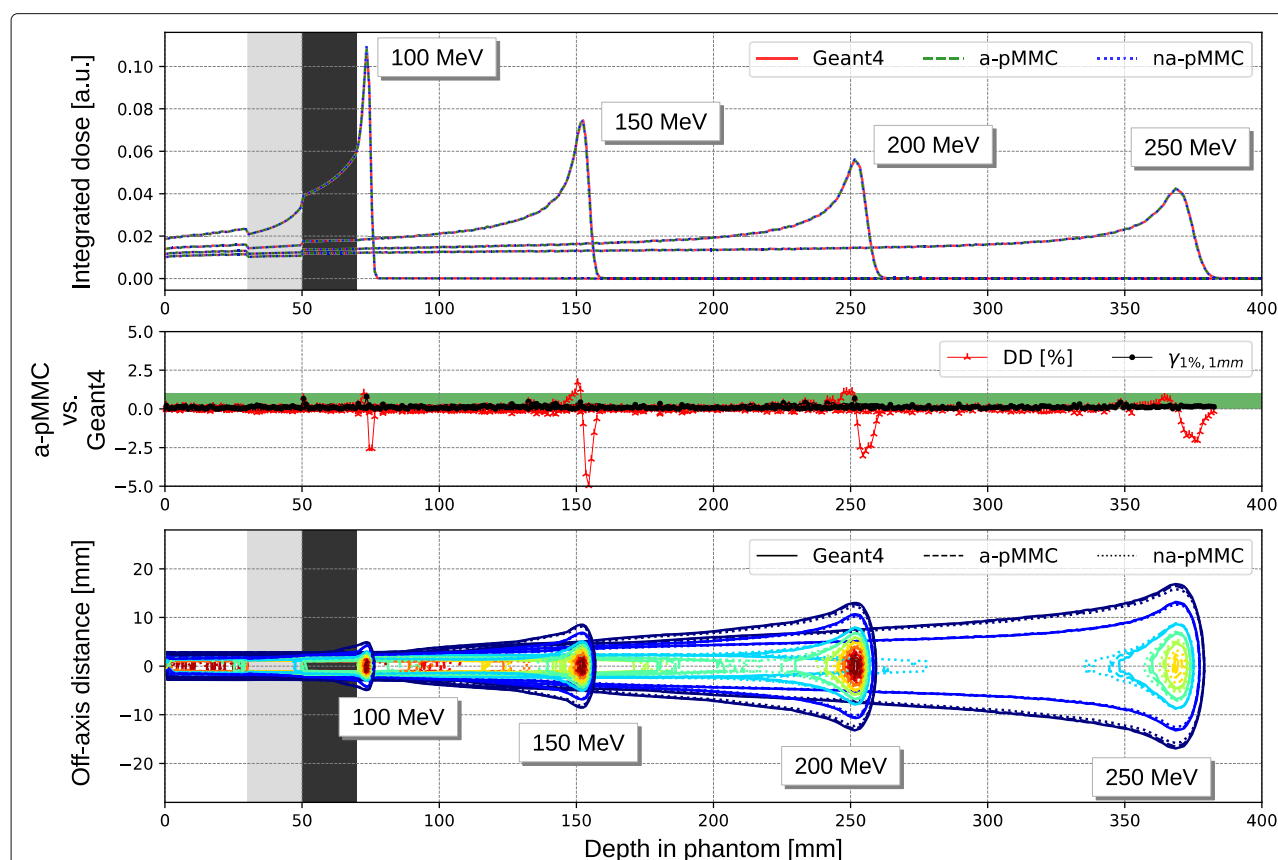 100 MeV
Geant4 a-pMMC na-pMMC
150 MeV
200 MeV
250 MeV
Integrated dose [a.u.]
0.10
0.08
0.06
0.04
0.02
0.00
0 50 100 150 200 250 300 350 400
a-pMMC
vs.
Geant4
5.0
2.5
0.0
−2.5
−5.0
DD [%] γ1%, 1mm
0 50 100 150 200 250 300 350 400
Off-axis distance [mm]
20
10
0
−10
−20
Geant4 a-pMMC na-pMMC
100 MeV
150 MeV
200 MeV
250 MeV
0 50 100 150 200 250 300 350 400
Depth in phantom [mm]